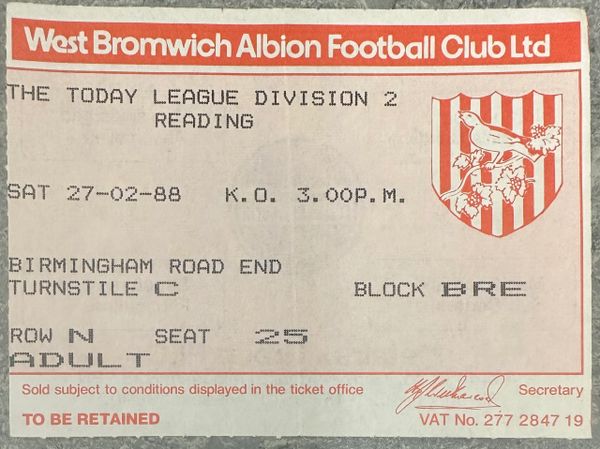 West Bromwich Albion Football Club Ltd
THE TODAY LEAGUE DIVISION 2
READING
SAT 27-02-88 K.O. 3.00P.M.
BIRMINGHAM ROAD END
TURNSTILE C BLOCK BRE
ROW N SEAT 25
ADULT
Sold subject to conditions displayed in the ticket office Secretary
TO BE RETAINED VAT No. 277 2847 19